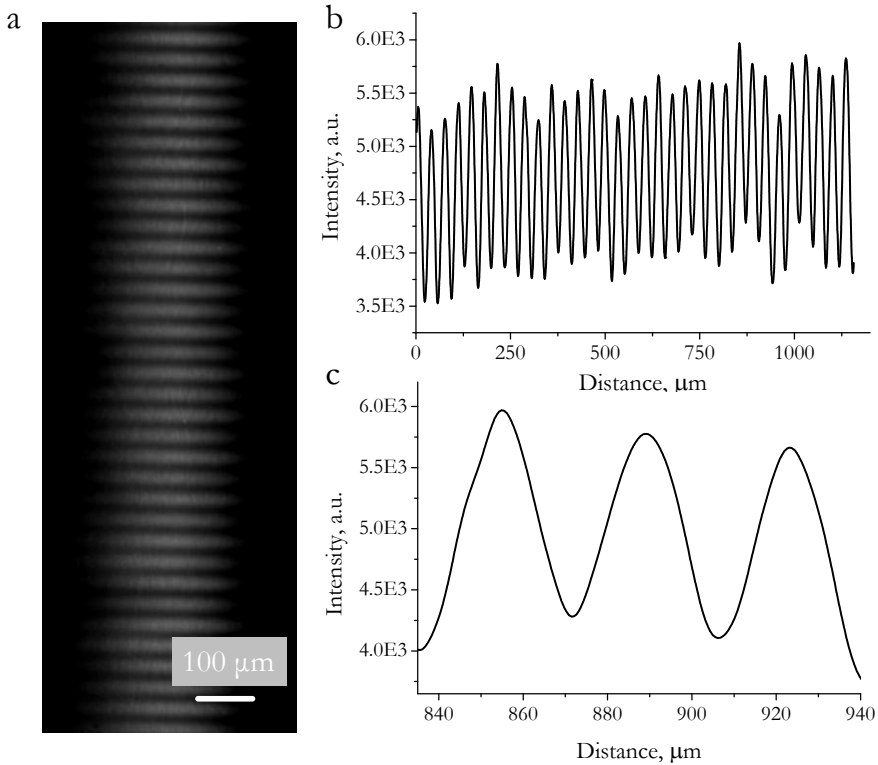 a
100 µm
b
Intensity, a.u.
6.0E3
5.5E3
5.0E3
4.5E3
4.0E3
3.5E3
0 250 500 750 1000
Distance, µm
c
Intensity, a.u.
6.0E3
5.5E3
5.0E3
4.5E3
4.0E3
840 860 880 900 920 940
Distance, µm